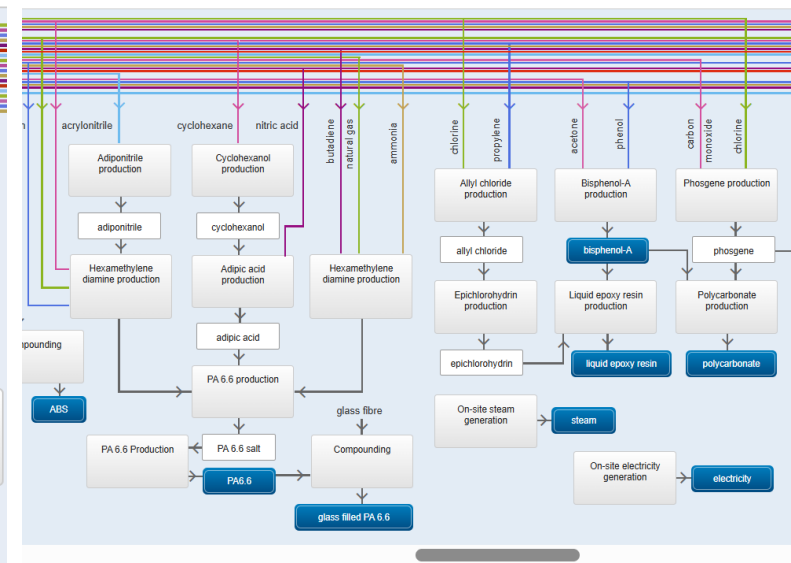 n
acrylonitrile
cyclohexane
nitric acid
butadiene
natural gas
ammonia
chlorine
propylene
acetone
phenol
carbon
monoxide
chlorine
Adiponitrile
production
Cyclohexanol
production
Allyl chloride
production
Bisphenol-A
production
Phosgene production
adiponitrile
cyclohexanol
allyl chloride
bisphenol-A
phosgene
Hexamethylene
diamine production
Adipic acid
production
Hexamethylene
diamine production
Epichlorohydrin
production
Liquid epoxy resin
production
Polycarbonate
production
adipic acid
mpounding
epichlorohydrin
liquid epoxy resin
polycarbonate
PA 6.6 production
ABS
glass fibre
On-site steam
generation
steam
PA 6.6 Production
PA 6.6 salt
Compounding
PA6.6
On-site electricity
generation
electricity
glass filled PA 6.6